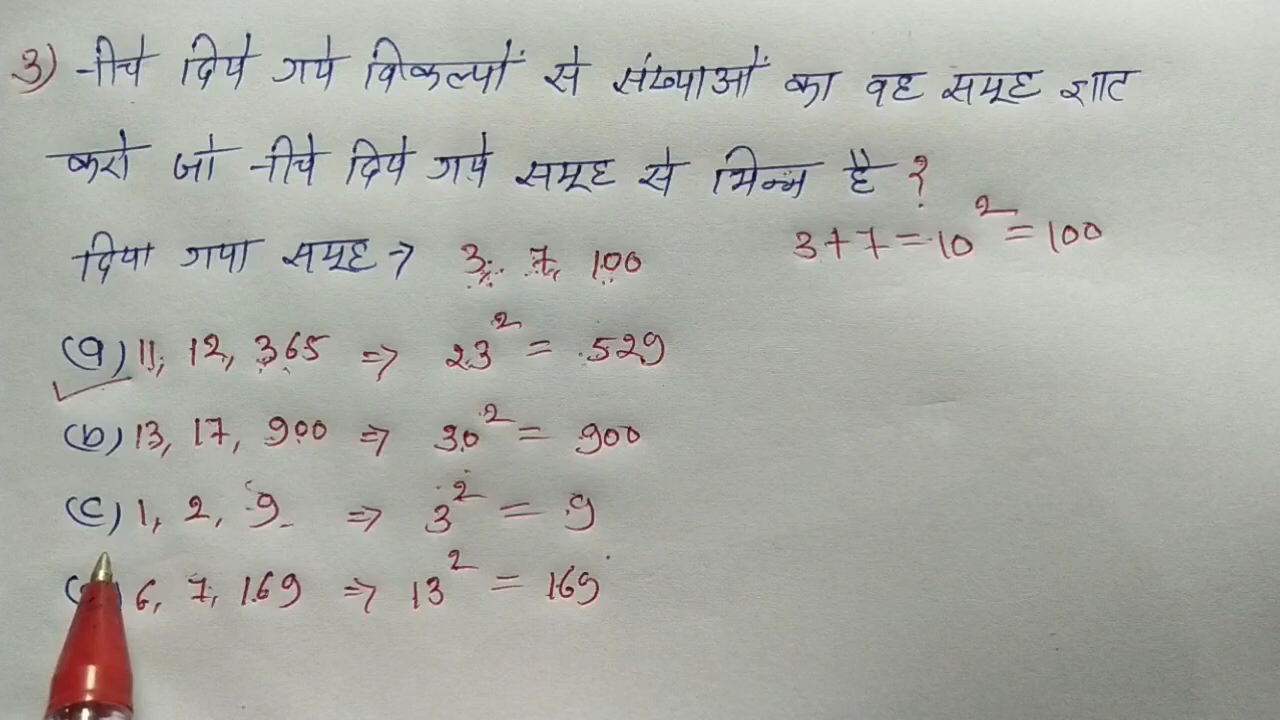 3) नीचे दिये गये विकल्पों से संख्याओं का वह समूह ज्ञात
करो जो नीचे दिये गये समूह से भिन्न है ?
दिया गया समूह → 3, 7, 100
3+7=10² = 100
(a) 11, 12, 365 ⇒ 23² = 529
(b) 13, 17, 900 ⇒ 30² = 900
(c) 1, 2, 9 ⇒ 3² = 9
6, 7, 169 ⇒ 13² = 169